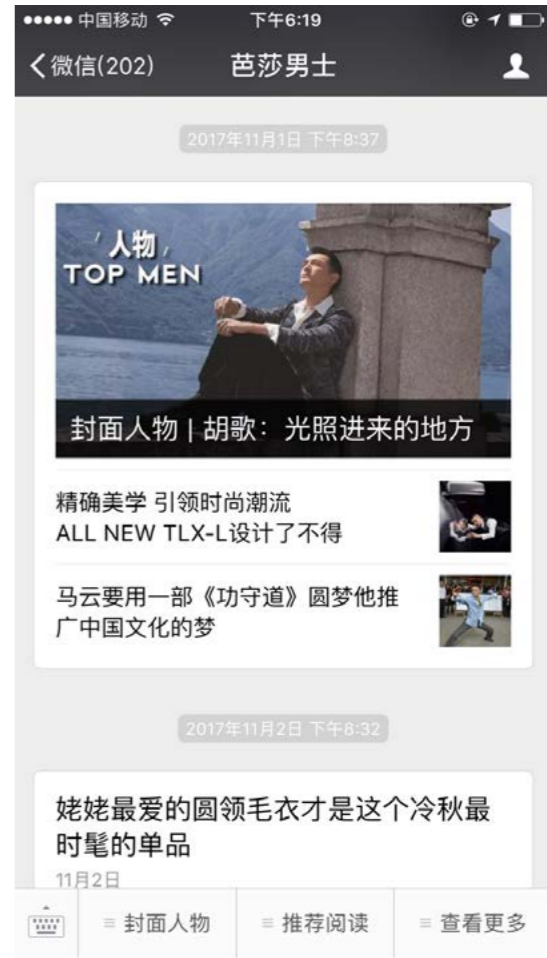 中国移动
下午6:19
微信(202)
芭莎男士
2017年11月1日 下午8:37
人物
TOP MEN
封面人物 | 胡歌：光照进来的地方
精确美学 引领时尚潮流
ALL NEW TLX-L设计了不得
马云要用一部《功守道》圆梦他推
广中国文化的梦
2017年11月2日 下午8:32
姥姥最爱的圆领毛衣才是这个冷秋最
时髦的单品
11月2日
封面人物
推荐阅读
查看更多